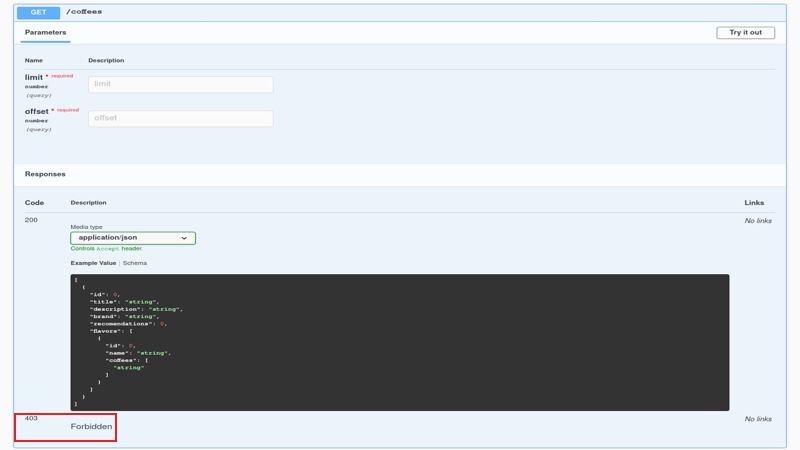 GET /coffees
Parameters
Try it out
Name Description
limit * required
number
(query)
limit
offset * required
number
(query)
offset
Responses
Code Description Links
200 No links
Media type
application/json
Controls Accept header.
Example Value | Schema
[
{
"id": 0,
"title": "string",
"description": "string",
"brand": "string",
"recomendations": 0,
"flavors": [
{
"id": 0,
"name": "string",
"coffees": [
"string"
]
}
]
}
]
403 No links
Forbidden